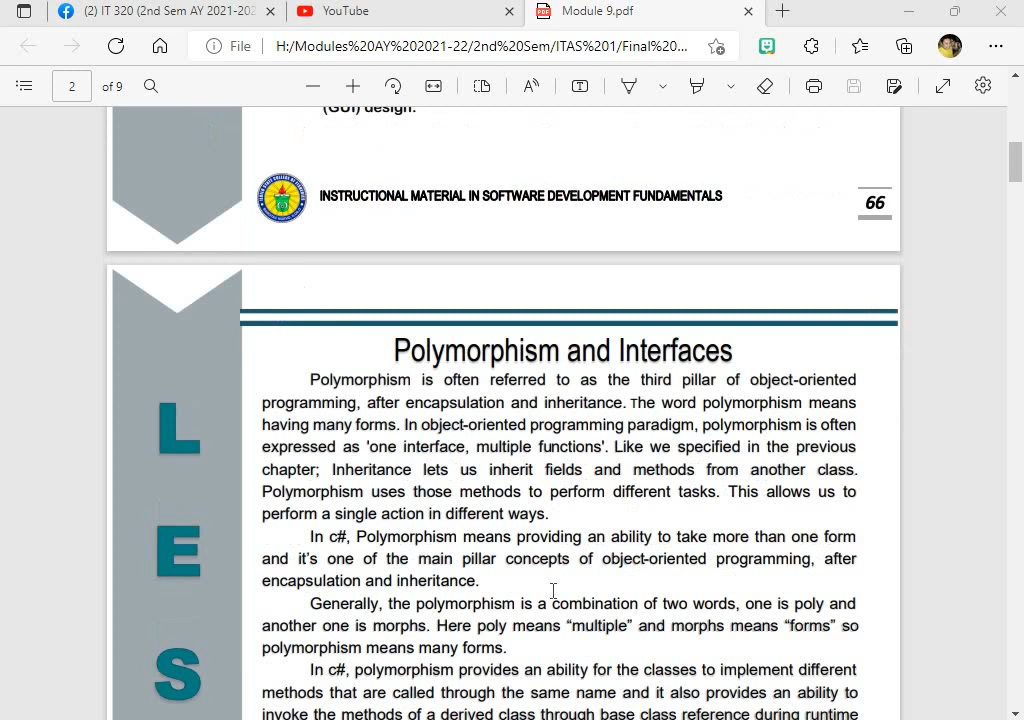 (2) IT 320 (2nd Sem AY 2021-202
YouTube
Module 9.pdf
File
H:/Modules%20AY%202021-22/2nd%20Sem/ITAS%201/Final%20...
2
of 9
(GUI) design.
INSTRUCTIONAL MATERIAL IN SOFTWARE DEVELOPMENT FUNDAMENTALS
66
Polymorphism and Interfaces
Polymorphism is often referred to as the third pillar of object-oriented
programming, after encapsulation and inheritance. The word polymorphism means
having many forms. In object-oriented programming paradigm, polymorphism is often
expressed as 'one interface, multiple functions'. Like we specified in the previous
chapter; Inheritance lets us inherit fields and methods from another class.
Polymorphism uses those methods to perform different tasks. This allows us to
perform a single action in different ways.
In c#, Polymorphism means providing an ability to take more than one form
and it's one of the main pillar concepts of object-oriented programming, after
encapsulation and inheritance.
Generally, the polymorphism is a combination of two words, one is poly and
another one is morphs. Here poly means “multiple” and morphs means “forms” so
polymorphism means many forms.
In c#, polymorphism provides an ability for the classes to implement different
methods that are called through the same name and it also provides an ability to
invoke the methods of a derived class through base class reference during runtime
L
E
S